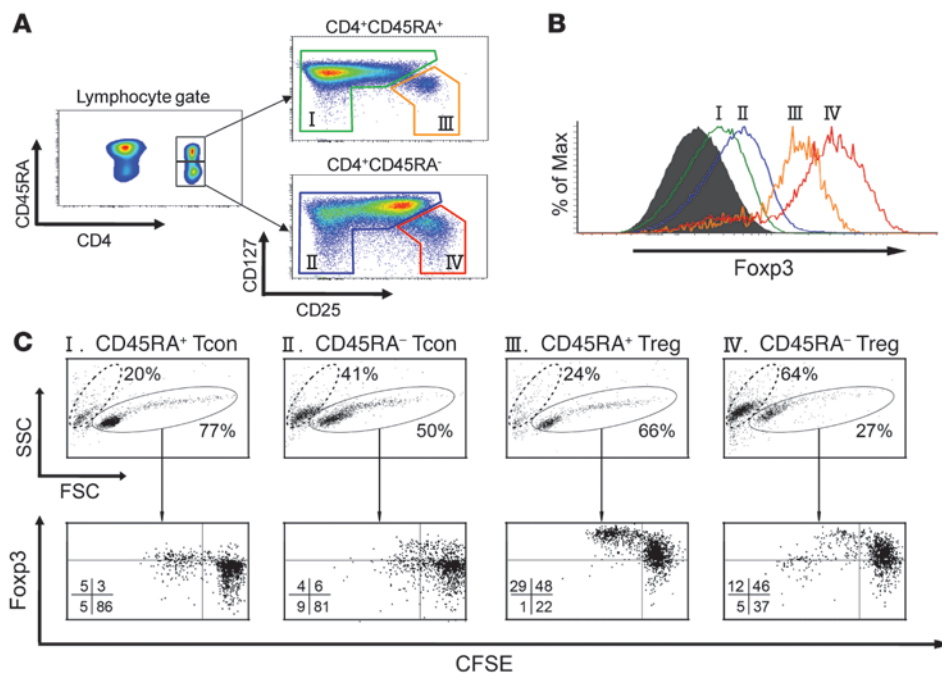 A
Lymphocyte gate
CD45RA
CD4
CD4⁺CD45RA⁺
I
III
CD4⁺CD45RA⁻
II
IV
CD127
CD25
B
I II III IV
% of Max
Foxp3
C
I. CD45RA⁺ Tcon
II. CD45RA⁻ Tcon
III. CD45RA⁺ Treg
IV. CD45RA⁻ Treg
20%
77%
41%
50%
24%
66%
64%
27%
SSC
FSC
Foxp3
5 3
5 86
4 6
9 81
29 48
1 22
12 46
5 37
CFSE